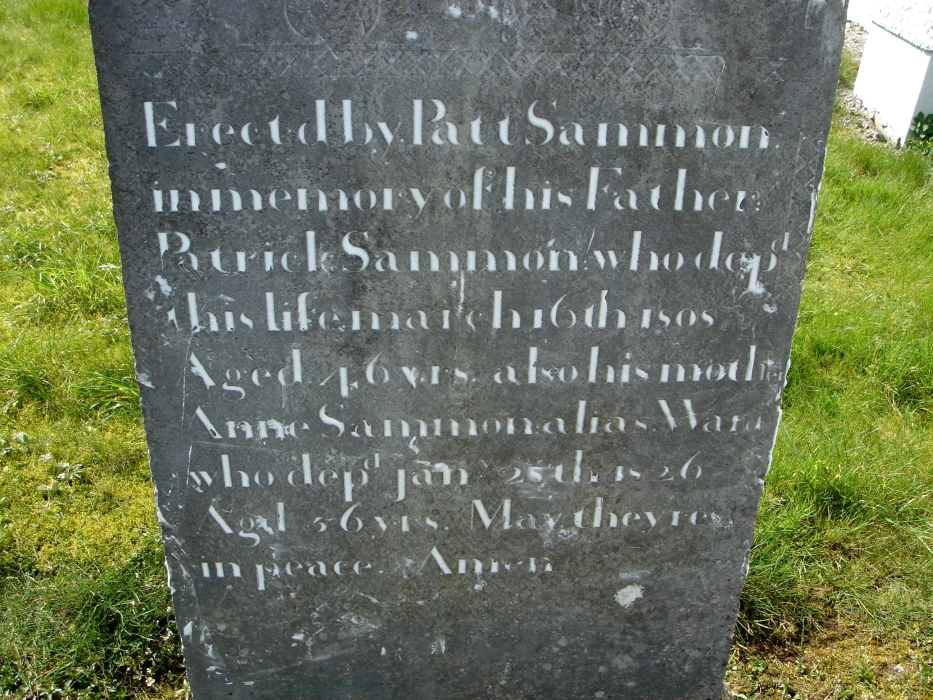 Erectd by Patt Sammon
in memory of his Father
Patrick Sammon who depd
this life march 16th 1808
Aged 46 yrs. also his moth
Anne Sammon alias Ward
who depd jan 25th 1826
Agd 56 yrs. May they res
in peace. Amen